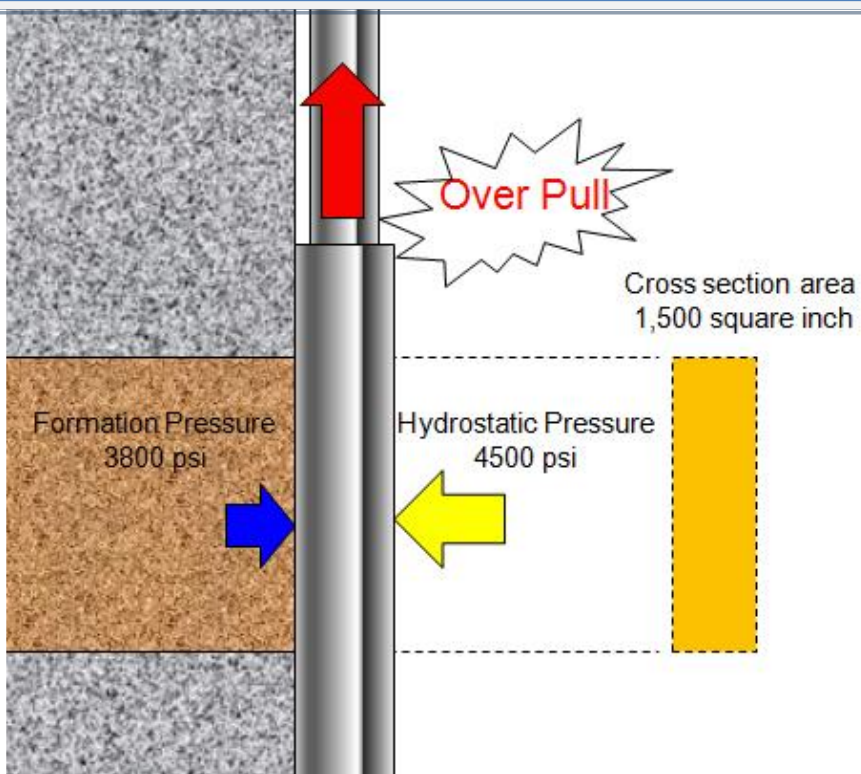 Over Pull
Cross section area
1,500 square inch
Formation Pressure
3800 psi
Hydrostatic Pressure
4500 psi